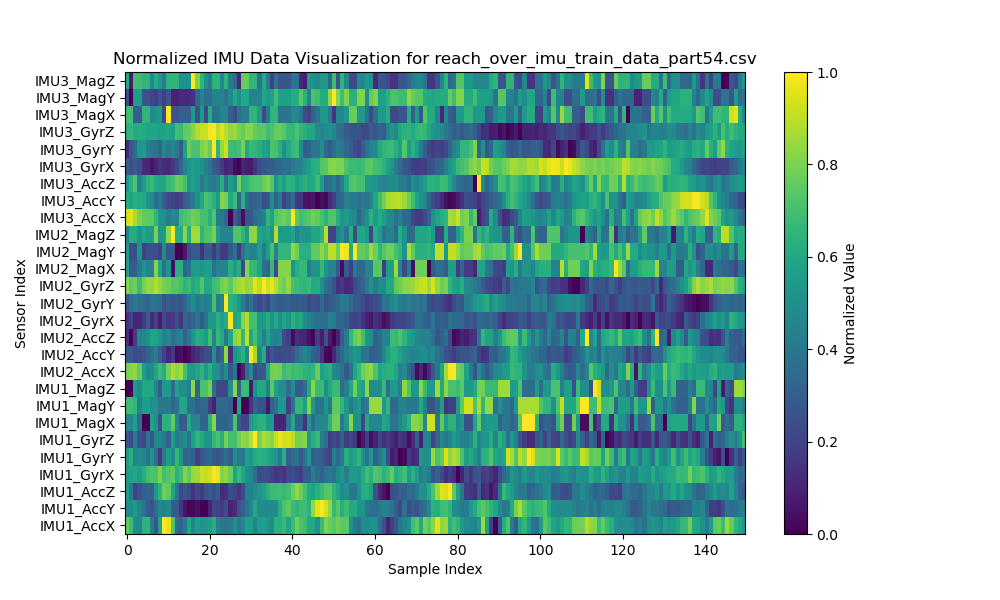 Normalized IMU Data Visualization for reach_over_imu_train_data_part54.csv
IMU3_MagZ
IMU3_MagY
IMU3_MagX
IMU3_GyrZ
IMU3_GyrY
IMU3_GyrX
IMU3_AccZ
IMU3_AccY
IMU3_AccX
IMU2_MagZ
IMU2_MagY
IMU2_MagX
IMU2_GyrZ
IMU2_GyrY
IMU2_GyrX
IMU2_AccZ
IMU2_AccY
IMU2_AccX
IMU1_MagZ
IMU1_MagY
IMU1_MagX
IMU1_GyrZ
IMU1_GyrY
IMU1_GyrX
IMU1_AccZ
IMU1_AccY
IMU1_AccX
Sensor Index
0 20 40 60 80 100 120 140
Sample Index
1.0
0.8
0.6
0.4
0.2
0.0
Normalized Value